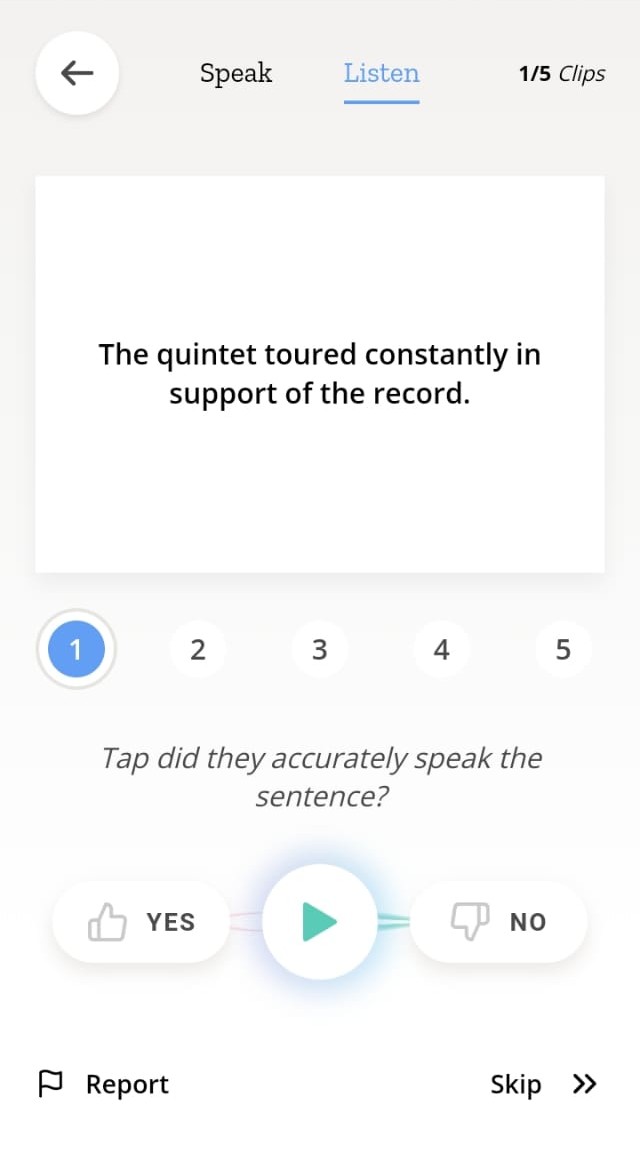 Speak Listen 1/5 Clips
The quintet toured constantly in
support of the record.
1 2 3 4 5
Tap did they accurately speak the
sentence?
YES NO
Report Skip